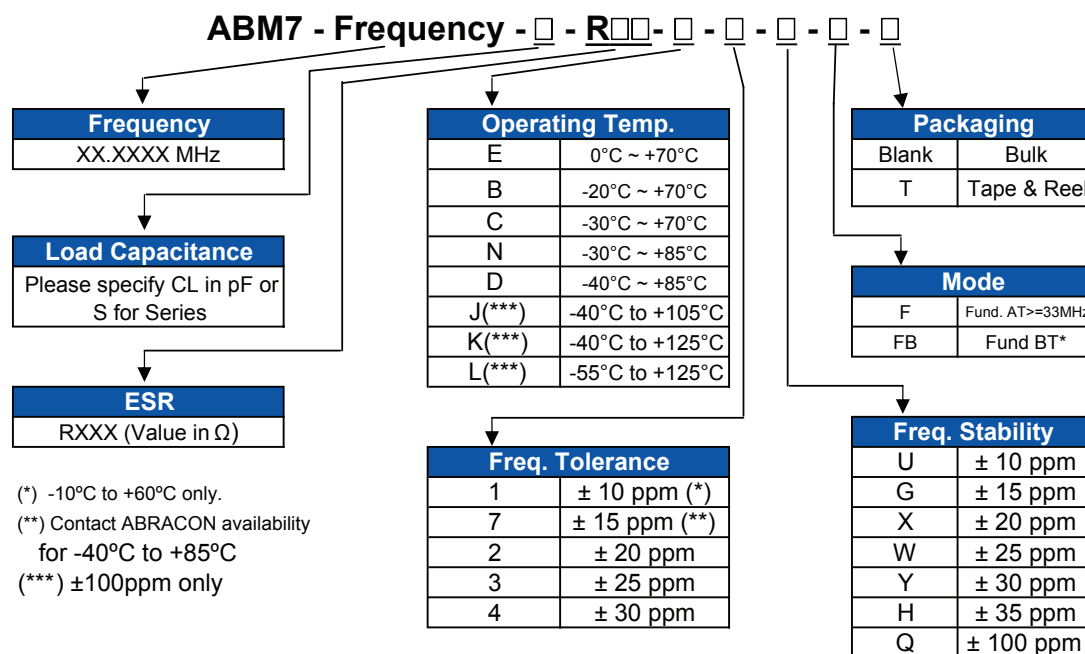 ABM7 - Frequency - □ - R□□- □ - □ - □ - □ - □
Frequency
XX.XXXX MHz
Load Capacitance
Please specify CL in pF or
S for Series
ESR
RXXX (Value in Ω)
(*) -10ºC to +60ºC only.
(**) Contact ABRACON availability
for -40ºC to +85ºC
(***) ±100ppm only
Operating Temp.
E 0°C ~ +70°C
B -20°C ~ +70°C
C -30°C ~ +70°C
N -30°C ~ +85°C
D -40°C ~ +85°C
J(***) -40°C to +105°C
K(***) -40°C to +125°C
L(***) -55°C to +125°C
Freq. Tolerance
1 ± 10 ppm (*)
7 ± 15 ppm (**)
2 ± 20 ppm
3 ± 25 ppm
4 ± 30 ppm
Packaging
Blank Bulk
T Tape & Reel
Mode
F Fund. AT>=33MHz
FB Fund BT*
Freq. Stability
U ± 10 ppm
G ± 15 ppm
X ± 20 ppm
W ± 25 ppm
Y ± 30 ppm
H ± 35 ppm
Q ± 100 ppm